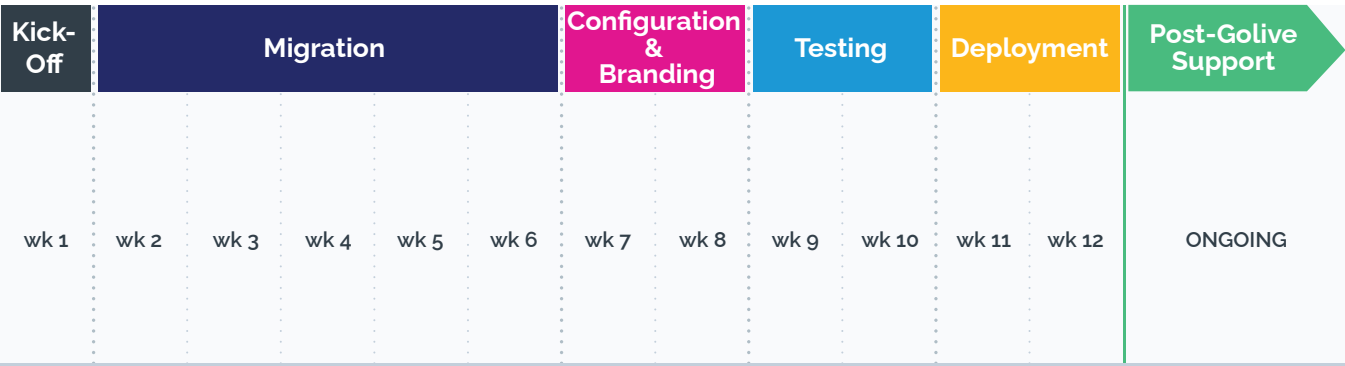 Kick-
Off
Migration
Configuration
&
Branding
Testing
Deployment
Post-Golive
Support
wk 1
wk 2
wk 3
wk 4
wk 5
wk 6
wk 7
wk 8
wk 9
wk 10
wk 11
wk 12
ONGOING